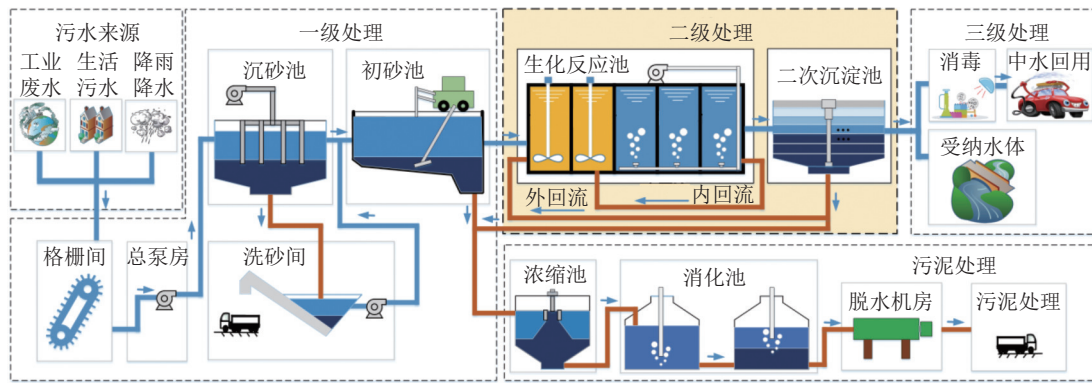 污水来源
工业
废水
生活
污水
降雨
降水
一级处理
沉砂池
初砂池
二级处理
生化反应池
二次沉淀池
外回流
内回流
三级处理
消毒
中水回用
受纳水体
格栅间
总泵房
洗砂间
污泥处理
浓缩池
消化池
脱水机房
污泥处理